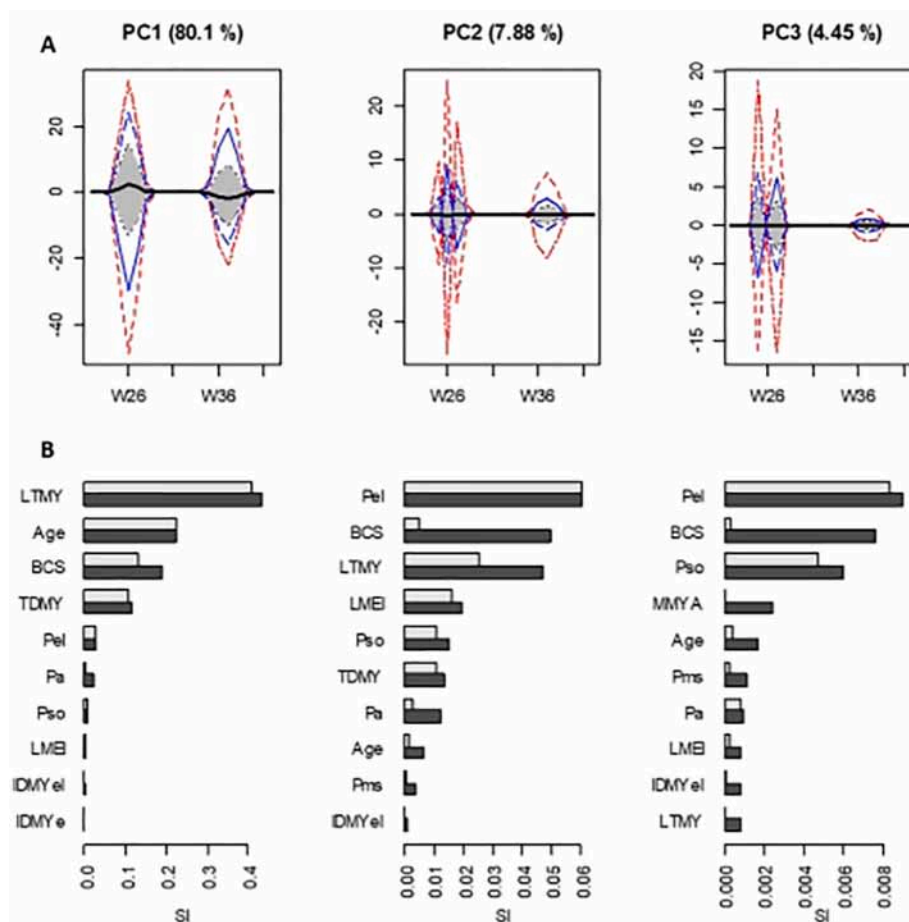 A
PC1 (80.1 %)
PC2 (7.88 %)
PC3 (4.45 %)
20
0
-20
-40
W26
W36
20
10
0
-10
-20
W26
W36
20
15
10
5
0
-5
-10
-15
W26
W36
B
LTMY
Age
BCS
TDMY
Pel
Pa
Pso
LMEI
IDMYel
IDMYe
0.0
0.1
0.2
0.3
0.4
SI
Pel
BCS
LTMY
LMEI
Pso
TDMY
Pa
Age
Pms
IDMYel
0.00
0.01
0.02
0.03
0.04
0.05
0.06
SI
Pel
BCS
Pso
MMYA
Age
Pms
Pa
LMEI
IDMYel
LTMY
0.000
0.002
0.004
0.006
0.008
SI